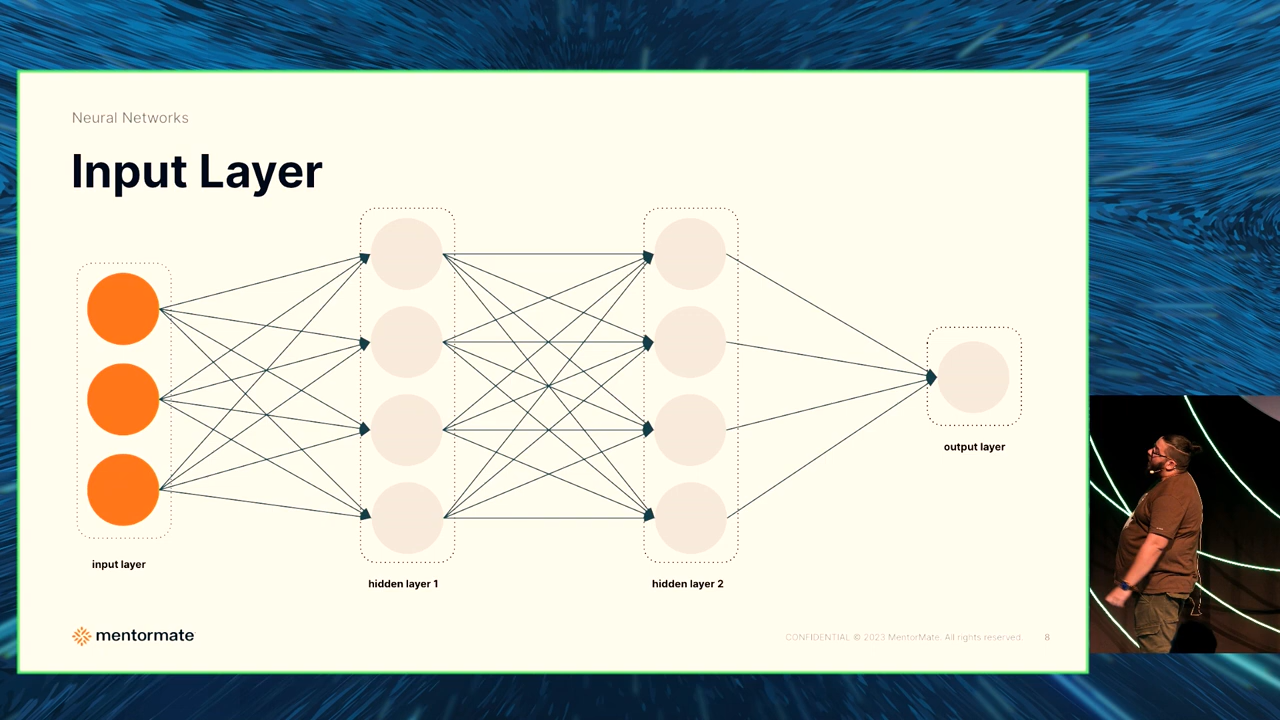 Neural Networks
Input Layer
output layer
input layer
hidden layer 1
hidden layer 2
mentormate
CONFIDENTIAL © 2023 MentorMate. All rights reserved.
8